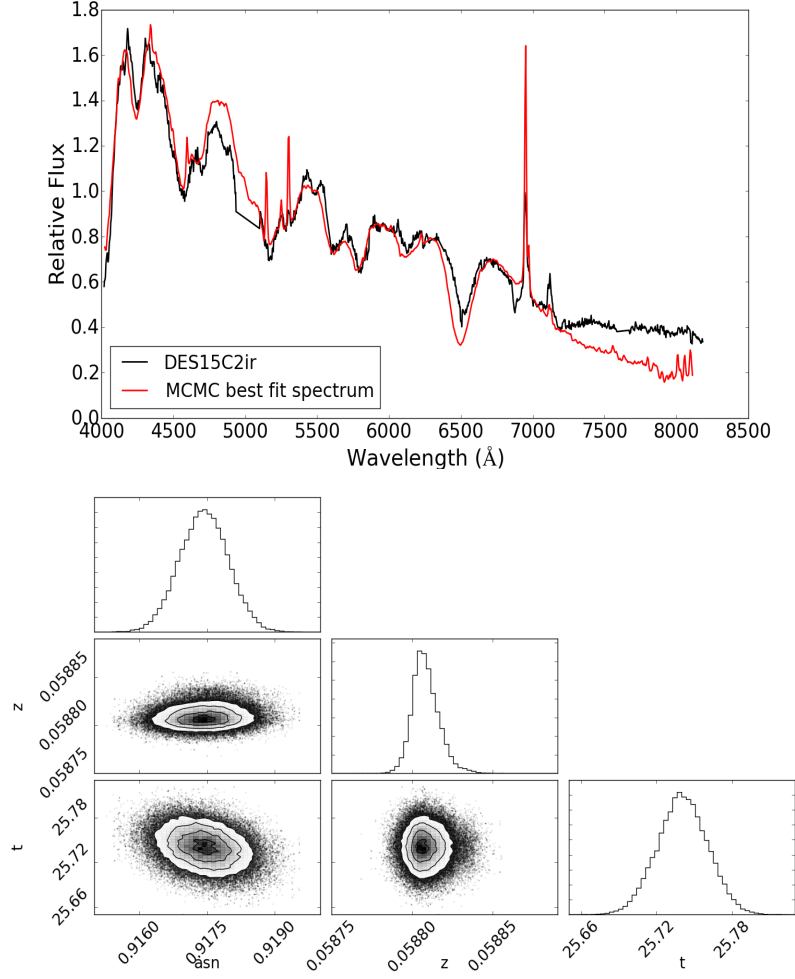 1.8
1.6
1.4
1.2
1.0
0.8
0.6
0.4
0.2
0.0
Relative Flux
DES15C2ir
MCMC best fit spectrum
4000 4500 5000 5500 6000 6500 7000 7500 8000 8500
Wavelength (Å)
z
0.05885
0.05880
0.05875
t
25.78
25.72
25.66
0.9160 0.9175 0.9190
asn
0.05875 0.05880 0.05885
z
25.66 25.72 25.78
t